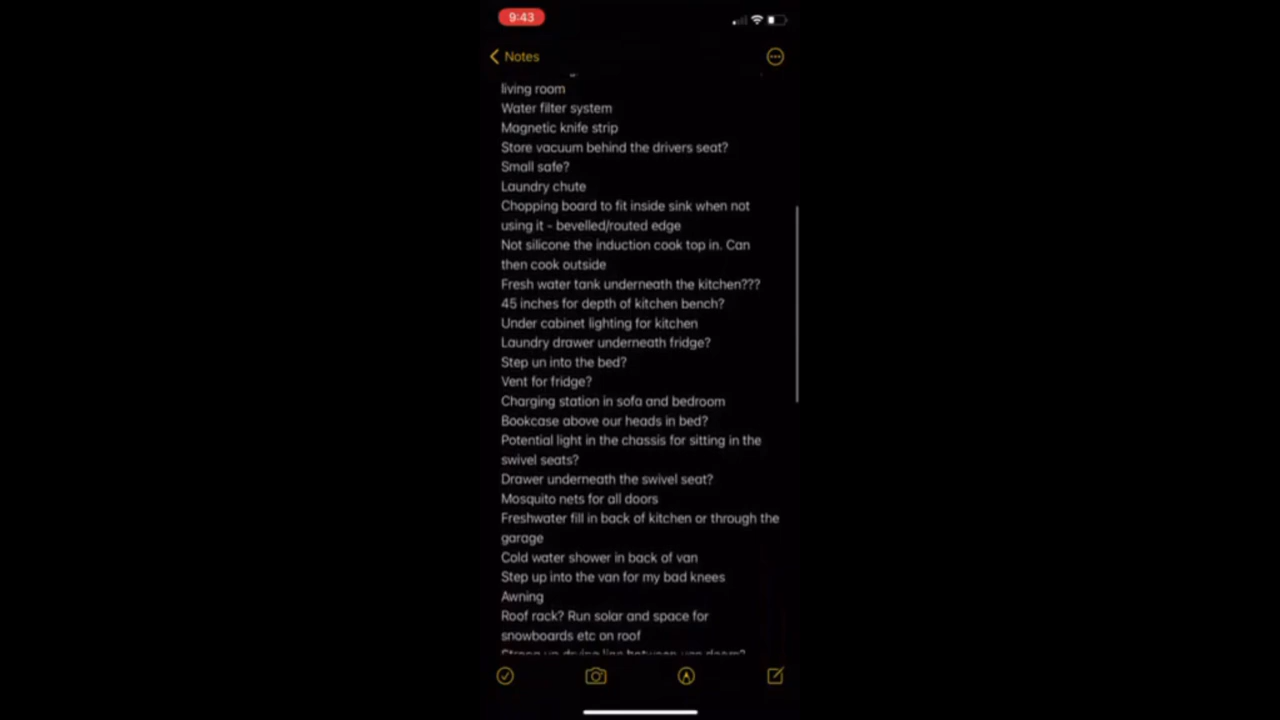 9:43
Notes
living room
Water filter system
Magnetic knife strip
Store vacuum behind the drivers seat?
Small safe?
Laundry chute
Chopping board to fit inside sink when not
using it - bevelled/routed edge
Not silicone the induction cook top in. Can
then cook outside
Fresh water tank underneath the kitchen???
45 inches for depth of kitchen bench?
Under cabinet lighting for kitchen
Laundry drawer underneath fridge?
Step un into the bed?
Vent for fridge?
Charging station in sofa and bedroom
Bookcase above our heads in bed?
Potential light in the chassis for sitting in the
swivel seats?
Drawer underneath the swivel seat?
Mosquito nets for all doors
Freshwater fill in back of kitchen or through the
garage
Cold water shower in back of van
Step up into the van for my bad knees
Awning
Roof rack? Run solar and space for
snowboards etc on roof